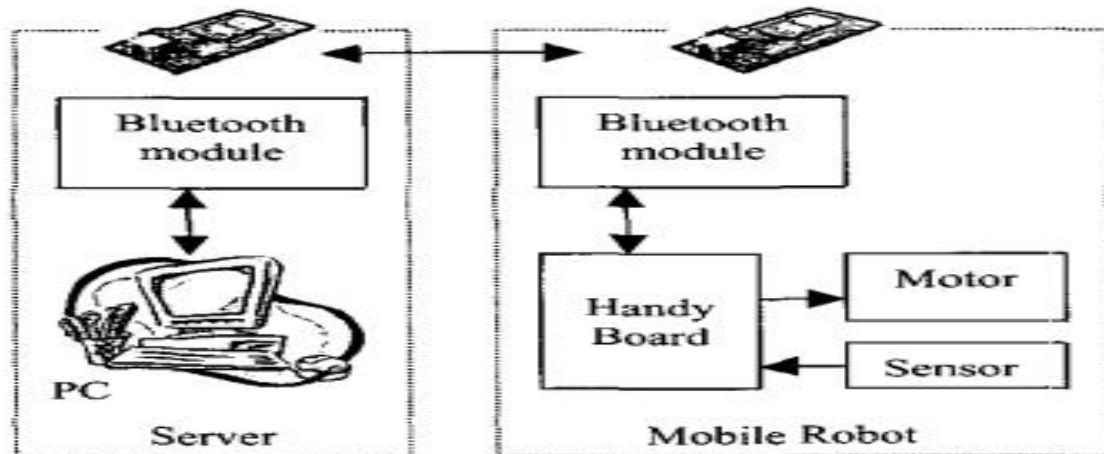 Bluetooth
module
PC
Server
Bluetooth
module
Handy
Board
Motor
Sensor
Mobile Robot